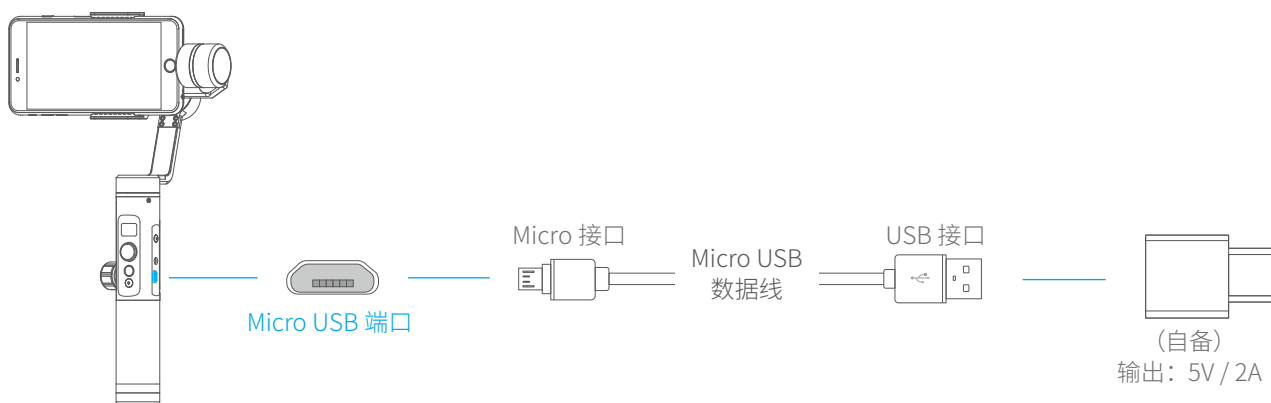 Micro 接口
USB 接口
Micro USB
数据线
Micro USB 端口
（自备）
输出：5V / 2A